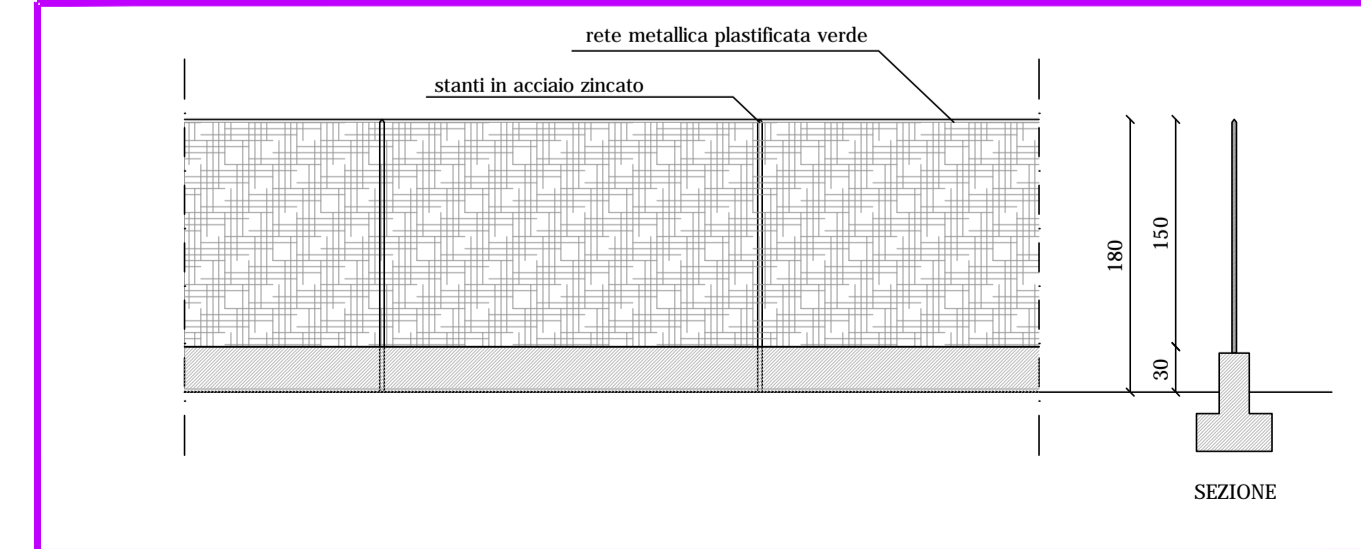 rete metallica plastificata verde
stanti in acciaio zincato
180
150
30
SEZIONE